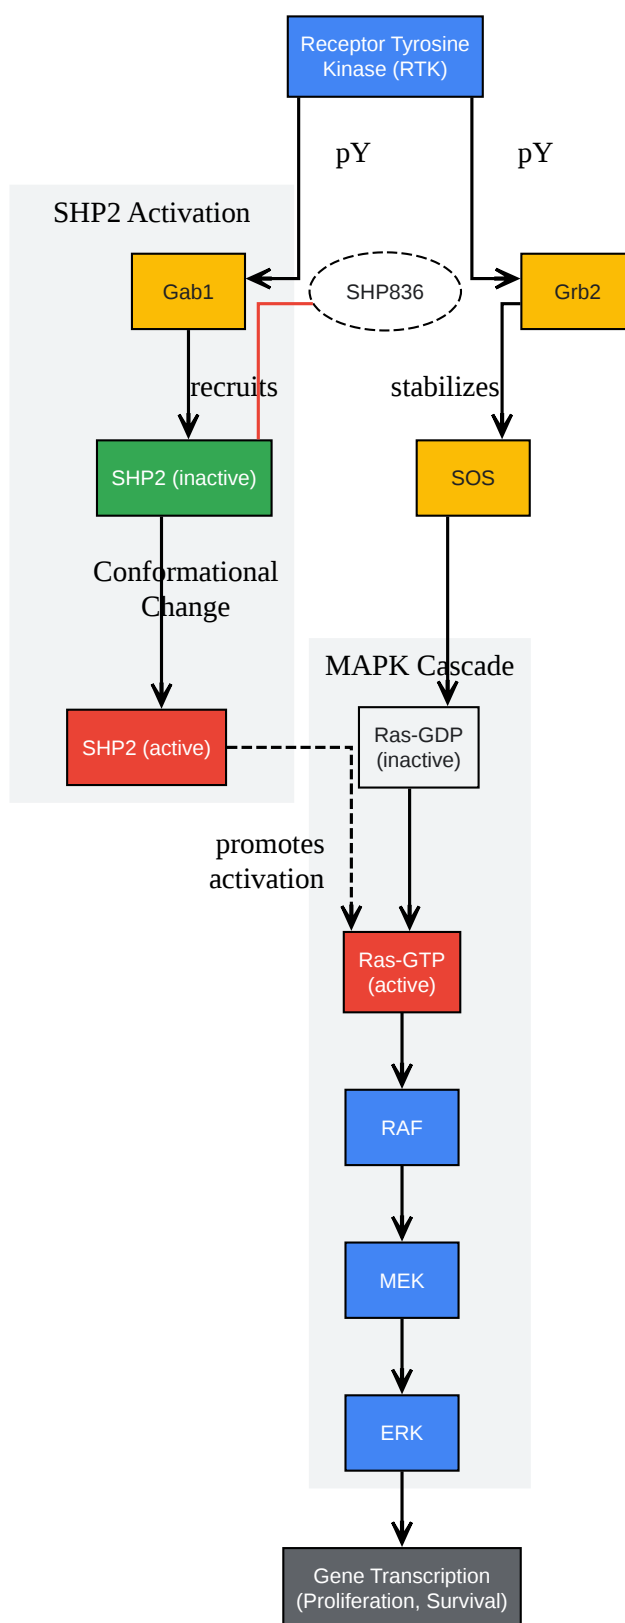 Receptor Tyrosine
Kinase (RTK)
pY
pY
SHP2 Activation
Gab1
SHP836
Grb2
recruits
stabilizes
SHP2 (inactive)
SOS
Conformational
Change
MAPK Cascade
SHP2 (active)
Ras-GDP
(inactive)
promotes
activation
Ras-GTP
(active)
RAF
MEK
ERK
Gene Transcription
(Proliferation, Survival)